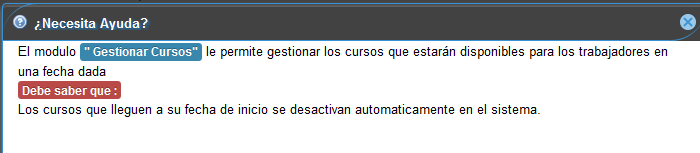 ¿Necesita Ayuda?
El modulo " Gestionar Cursos" le permite gestionar los cursos que estarán disponibles para los trabajadores en
una fecha dada
Debe saber que :
Los cursos que lleguen a su fecha de inicio se desactivan automaticamente en el sistema.